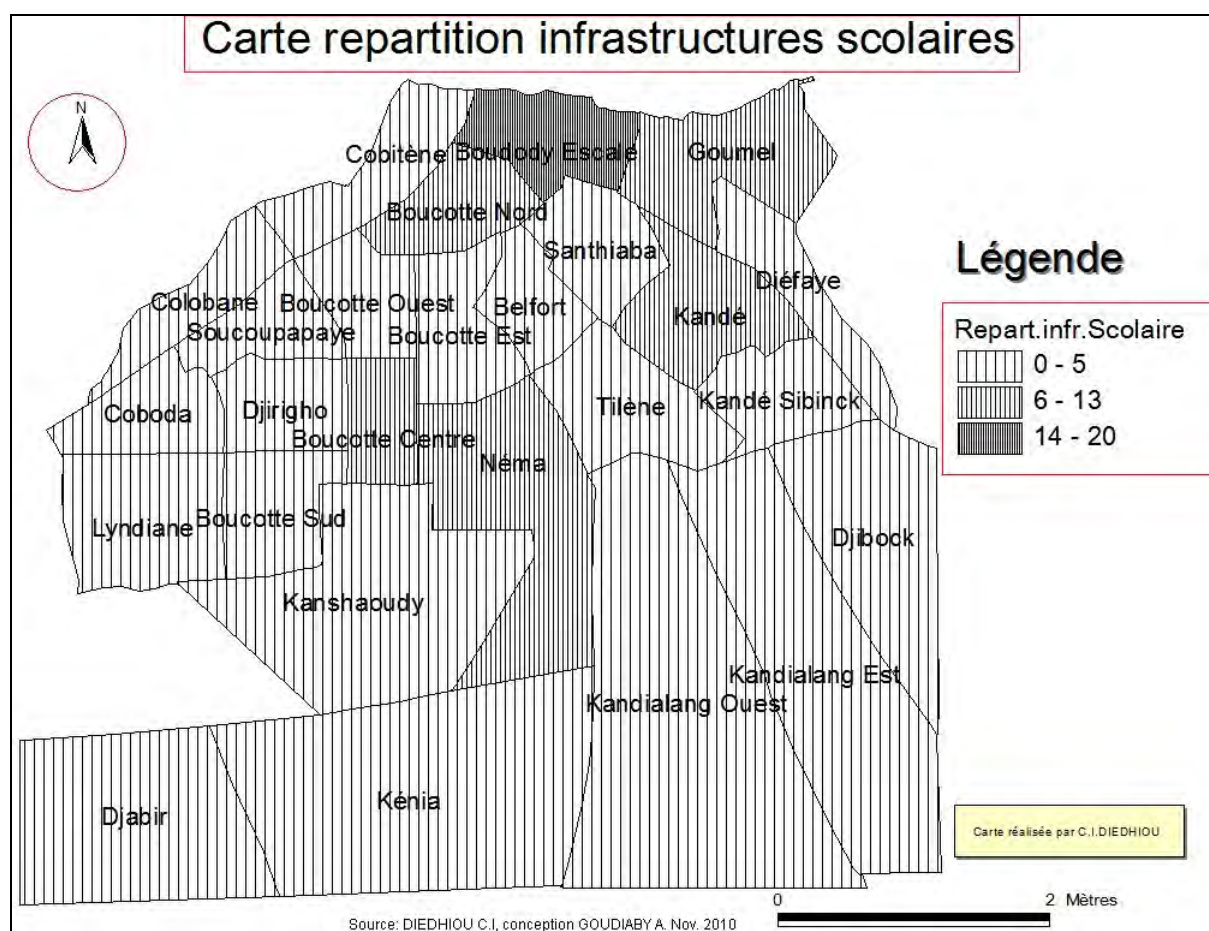 Carte repartition infrastructures scolaires
N
Cobitène
Boudody Escale
Goumel
Boucotte Nord
Santhiaba
Diéfaye
Colobane
Boucotte Ouest
Belfort
Kandé
Soucoupapaye
Boucotte Est
Coboda
Djirigho
Tilène
Kandé Sibinck
Boucotte Centre
Néma
Lyndiane
Boucotte Sud
Djibock
Kanshaoudy
Kandialang Est
Kandialang Ouest
Djabir
Kénia
Légende
Repart.infr.Scolaire
0 - 5
6 - 13
14 - 20
Carte réalisée par C.I.DIEDHIOU
0 2 Mètres
Source: DIEDHIOU C.I, conception GOUDIABY A. Nov. 2010